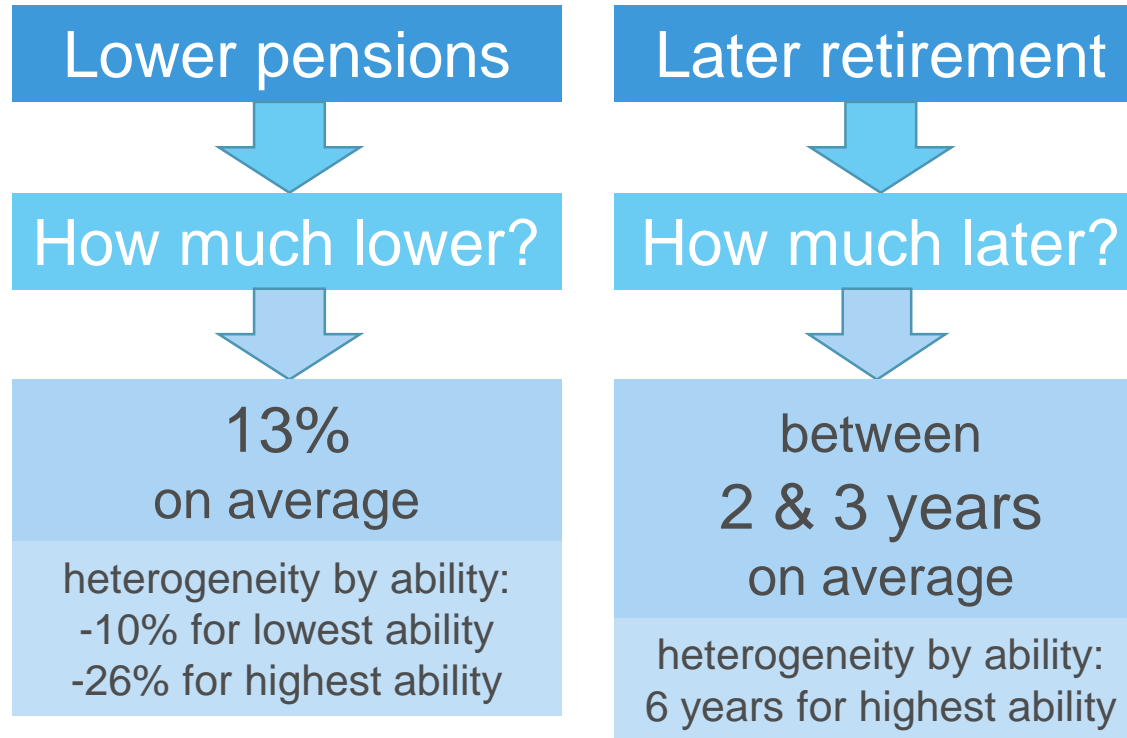 Lower pensions
How much lower?
13%
on average
heterogeneity by ability:
-10% for lowest ability
-26% for highest ability
Later retirement
How much later?
between
2 & 3 years
on average
heterogeneity by ability:
6 years for highest ability